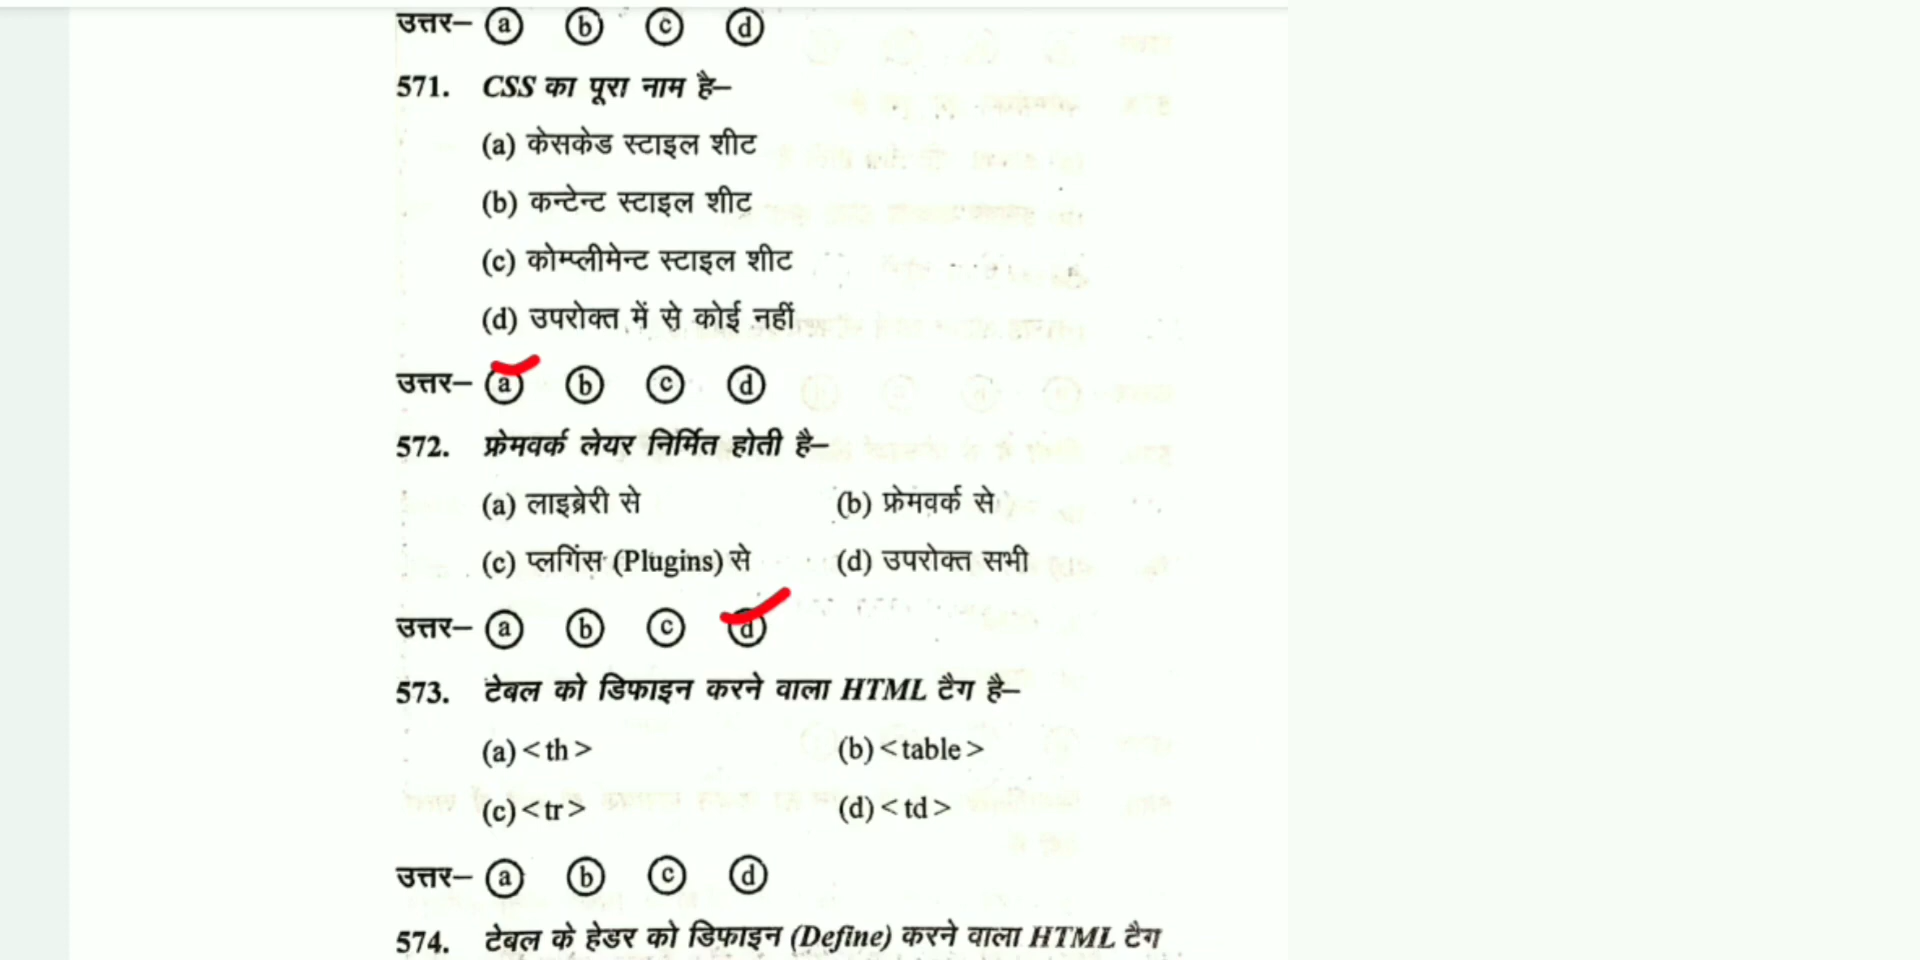 उत्तर– (a) (b) (c) (d)
571. CSS का पूरा नाम है–
(a) केसकेड स्टाइल शीट
(b) कन्टेन्ट स्टाइल शीट
(c) कोम्प्लीमेन्ट स्टाइल शीट
(d) उपरोक्त में से कोई नहीं
उत्तर– (a) (b) (c) (d)
572. फ्रेमवर्क लेयर निर्मित होती है–
(a) लाइब्रेरी से (b) फ्रेमवर्क से
(c) प्लगिंस (Plugins) से (d) उपरोक्त सभी
उत्तर– (a) (b) (c) (d)
573. टेबल को डिफाइन करने वाला HTML टैग है–
(a) <th> (b) <table>
(c) <tr> (d) <td>
उत्तर– (a) (b) (c) (d)
574. टेबल के हेडर को डिफाइन (Define) करने वाला HTML टैग